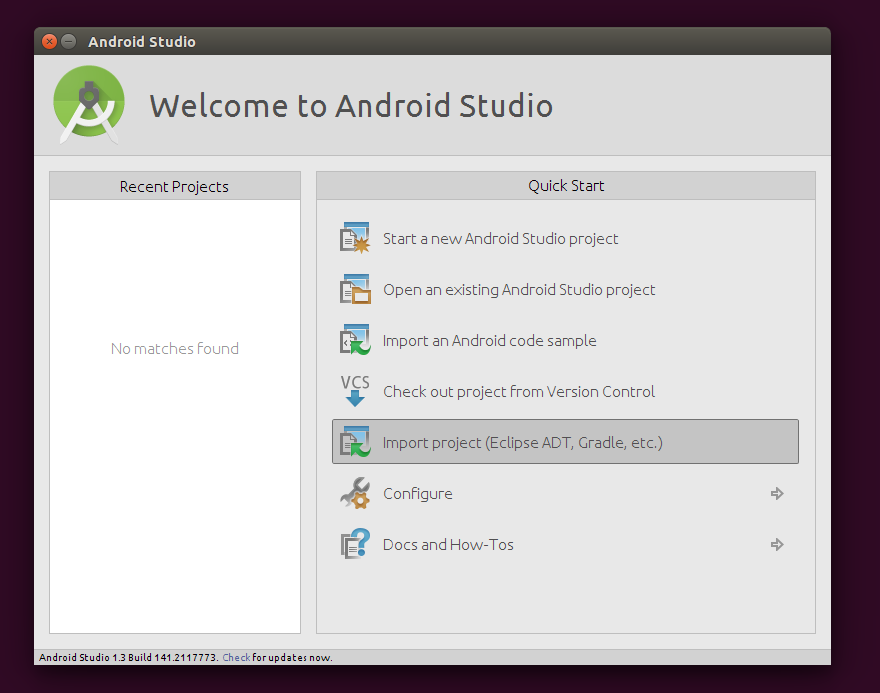 Android Studio
Welcome to Android Studio
Recent Projects
No matches found
Quick Start
Start a new Android Studio project
Open an existing Android Studio project
Import an Android code sample
VCS
Check out project from Version Control
Import project (Eclipse ADT, Gradle, etc.)
Configure
Docs and How-Tos
Android Studio 1.3 Build 141.2117773. Check for updates now.